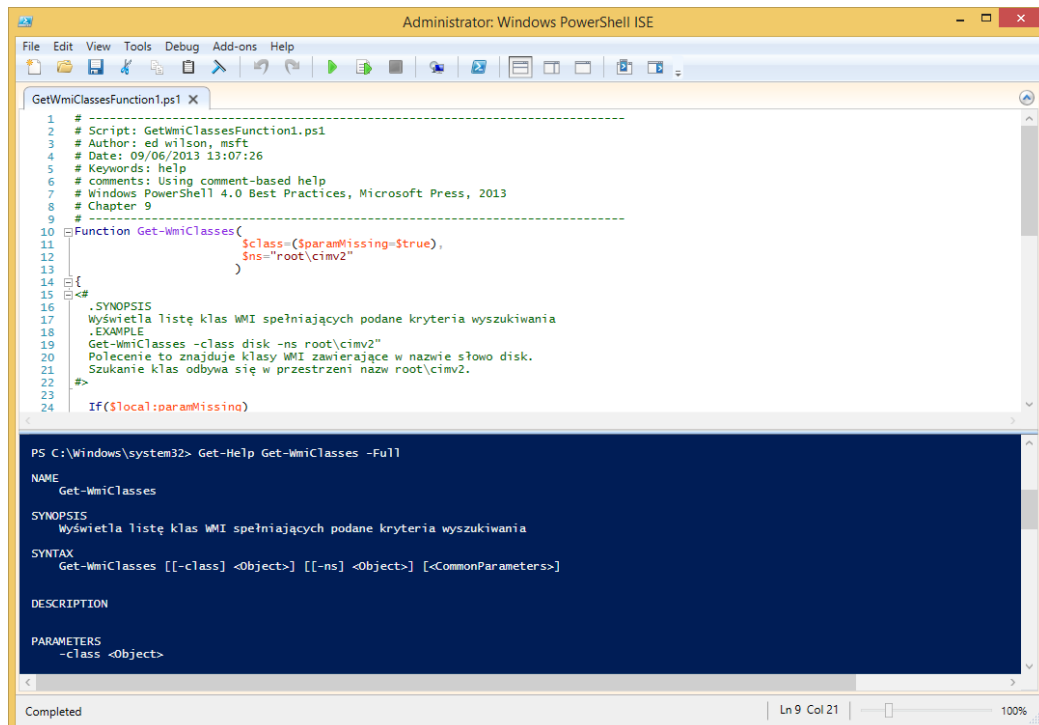 Administrator: Windows PowerShell ISE
File Edit View Tools Debug Add-ons Help
GetWmiClassesFunction1.ps1 X
1 # -----------------------------------------------------------------------------
2 # Script: GetWmiClassesFunction1.ps1
3 # Author: ed wilson, msft
4 # Date: 09/06/2013 13:07:26
5 # Keywords: help
6 # comments: Using comment-based help
7 # Windows PowerShell 4.0 Best Practices, Microsoft Press, 2013
8 # Chapter 9
9 # -----------------------------------------------------------------------------
10 Function Get-WmiClasses(
11 $class=($paramMissing=$true),
12 $ns="root\cimv2"
13 )
14 {
15 <#
16 .SYNOPSIS
17 Wyświetla listę klas WMI spełniających podane kryteria wyszukiwania
18 .EXAMPLE
19 Get-WmiClasses -class disk -ns root\cimv2"
20 Polecenie to znajduje klasy WMI zawierające w nazwie słowo disk.
21 Szukanie klas odbywa się w przestrzeni nazw root\cimv2.
22 #>
23
24 If($local:paramMissing)
PS C:\Windows\system32> Get-Help Get-WmiClasses -Full
NAME
Get-WmiClasses
SYNOPSIS
Wyświetla listę klas WMI spełniających podane kryteria wyszukiwania
SYNTAX
Get-WmiClasses [[-class] <Object>] [[-ns] <Object>] [<CommonParameters>]
DESCRIPTION
PARAMETERS
-class <Object>
Completed
Ln 9 Col 21
100%